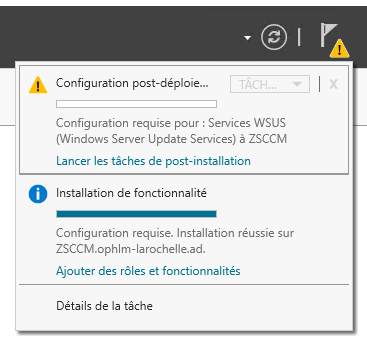 Configuration post-déploie...
TÂCH...
X
Configuration requise pour : Services WSUS
(Windows Server Update Services) à ZSCCM
Lancer les tâches de post-installation
Installation de fonctionnalité
Configuration requise. Installation réussie sur
ZSCCM.ophlm-larochelle.ad.
Ajouter des rôles et fonctionnalités
Détails de la tâche